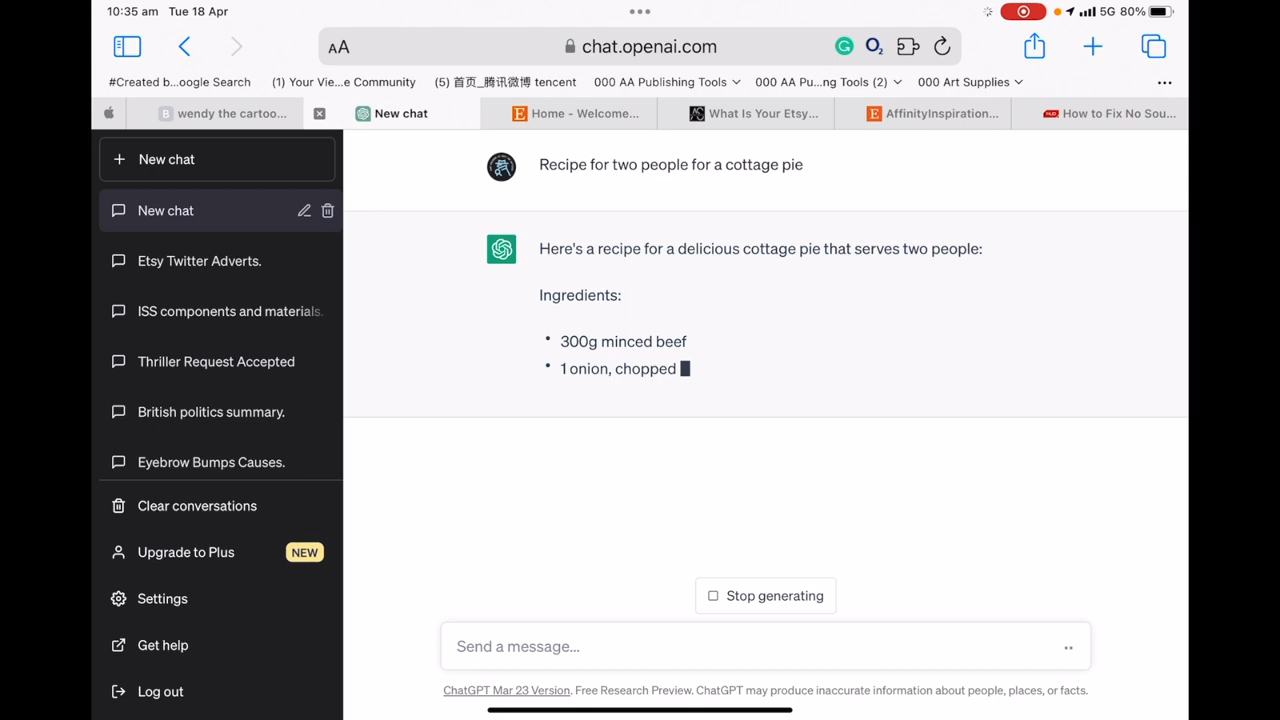 10:35 am Tue 18 Apr
5G 80%
AA
chat.openai.com
#Created b...oogle Search
(1) Your Vie...e Community
(5) 首页_腾讯微博 tencent
000 AA Publishing Tools
000 AA Pu...ng Tools (2)
000 Art Supplies
wendy the cartoo...
New chat
Home - Welcome...
What Is Your Etsy...
AffinityInspiration...
How to Fix No Sou...
New chat
New chat
Etsy Twitter Adverts.
ISS components and materials.
Thriller Request Accepted
British politics summary.
Eyebrow Bumps Causes.
Clear conversations
Upgrade to Plus NEW
Settings
Get help
Log out
Recipe for two people for a cottage pie
Here's a recipe for a delicious cottage pie that serves two people:
Ingredients:
• 300g minced beef
• 1 onion, chopped
Stop generating
Send a message...
ChatGPT Mar 23 Version. Free Research Preview. ChatGPT may produce inaccurate information about people, places, or facts.